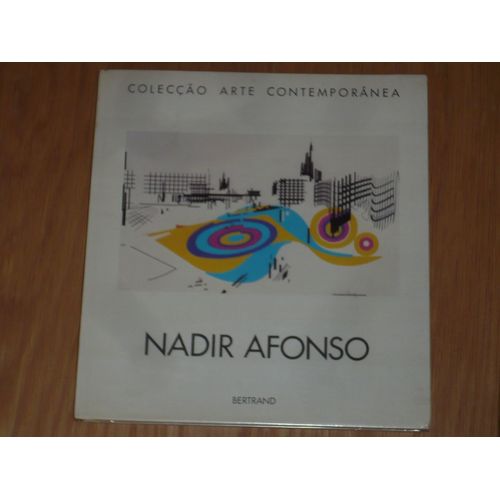 COLECÇÃO ARTE CONTEMPORÂNEA
NADIR AFONSO
BERTRAND